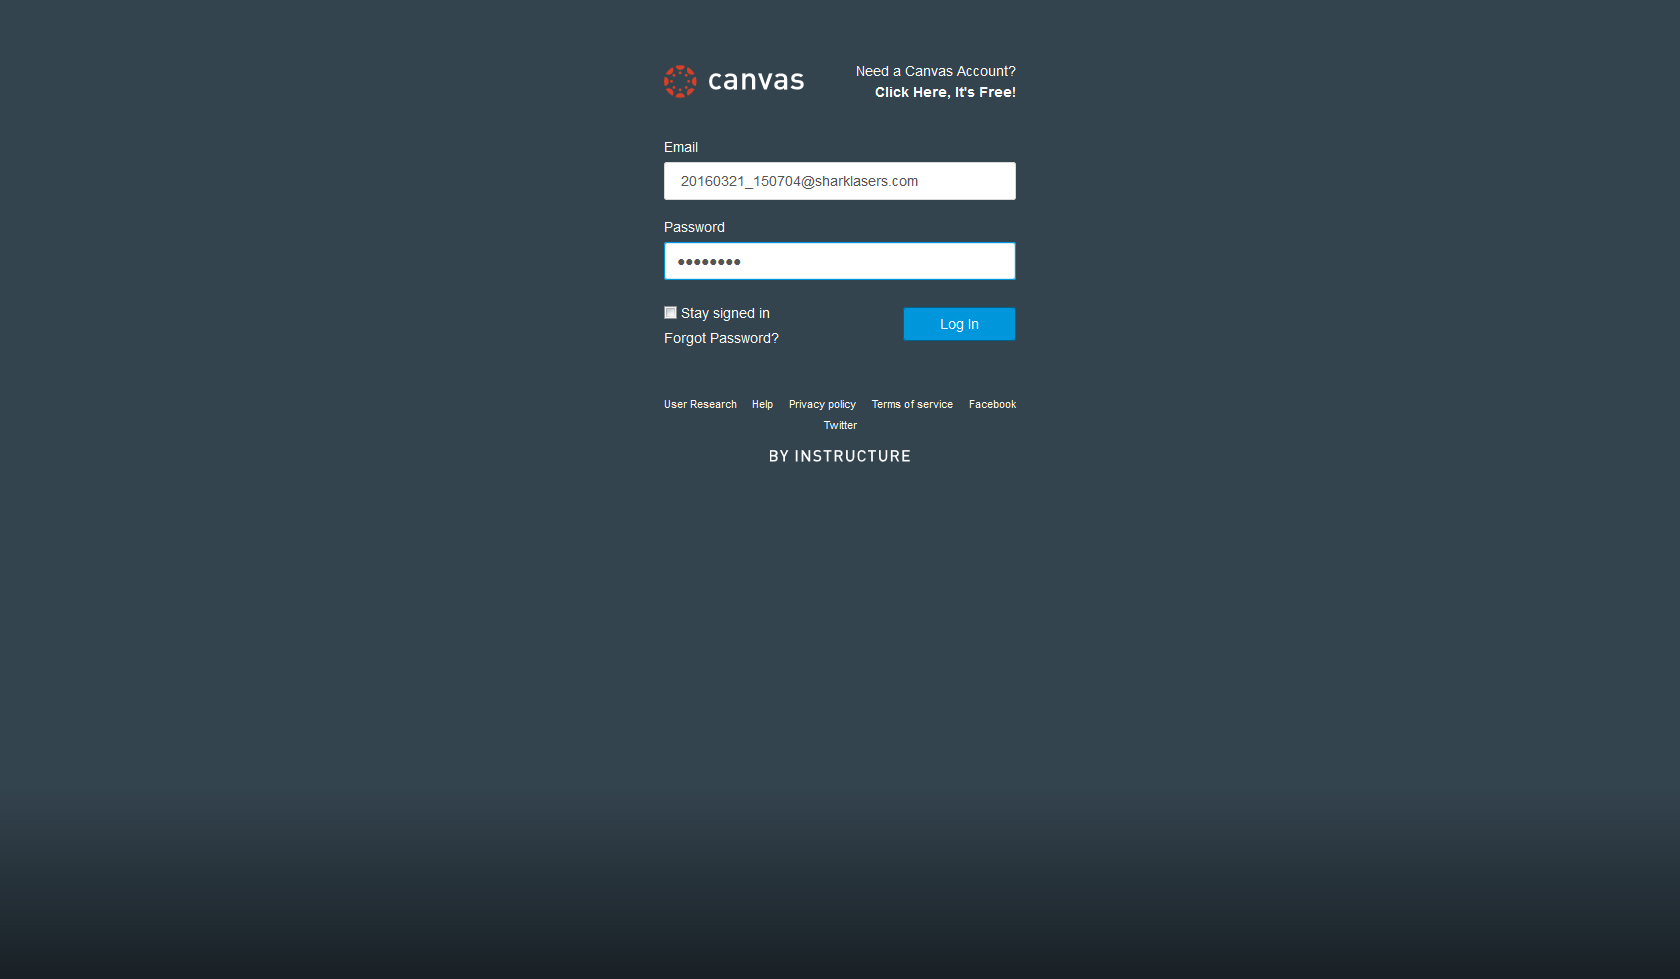 canvas
Need a Canvas Account?
Click Here, It's Free!
Email
20160321_150704@sharklasers.com
Password
••••••••
Stay signed in
Log In
Forgot Password?
User Research Help Privacy policy Terms of service Facebook
Twitter
BY INSTRUCTURE